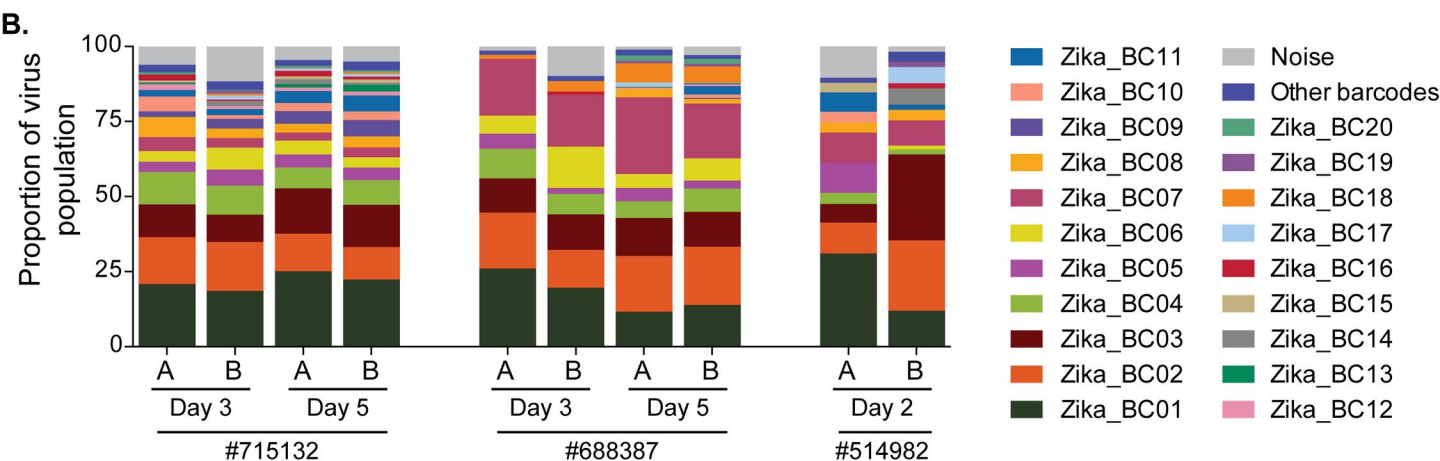 B.
Proportion of virus
population
100
75
50
25
0
A B A B A B A B A B
Day 3 Day 5 Day 3 Day 5 Day 2
#715132 #688387 #514982
Zika_BC11 Noise
Zika_BC10 Other barcodes
Zika_BC09 Zika_BC20
Zika_BC08 Zika_BC19
Zika_BC07 Zika_BC18
Zika_BC06 Zika_BC17
Zika_BC05 Zika_BC16
Zika_BC04 Zika_BC15
Zika_BC03 Zika_BC14
Zika_BC02 Zika_BC13
Zika_BC01 Zika_BC12